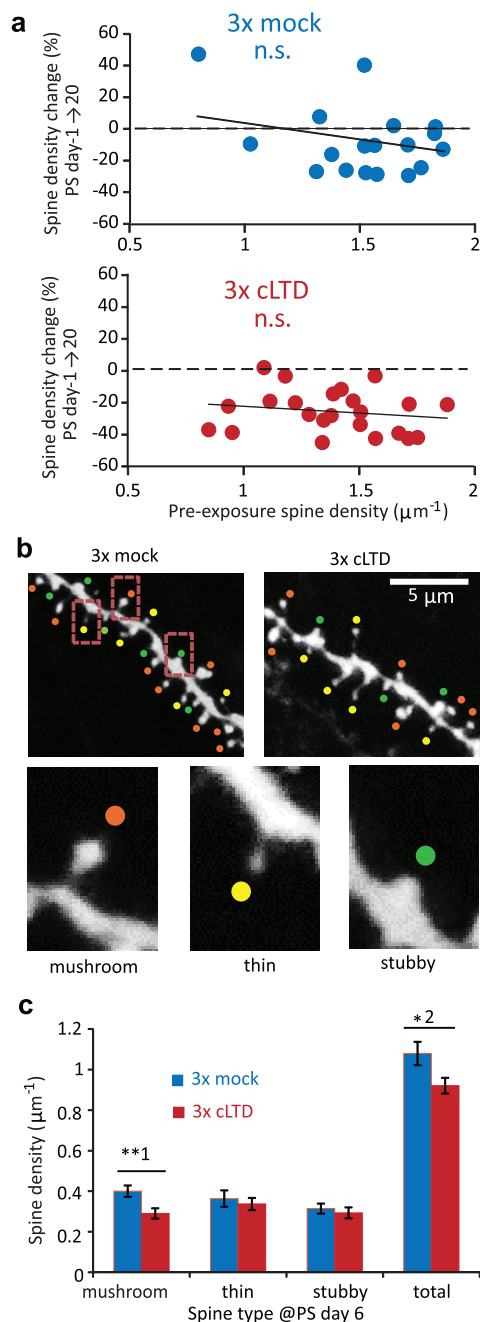 a
3x mock
n.s.
Spine density change (%)
PS day-1 →20
60
40
20
0
-20
-40
-60
0.5
1
1.5
2
3x cLTD
n.s.
Spine density change (%)
PS day-1 →20
60
40
20
0
-20
-40
-60
0.5
1
1.5
2
Pre-exposure spine density (μm⁻¹)
b
3x mock
3x cLTD
5 μm
mushroom
thin
stubby
c
Spine density (μm⁻¹)
1.2
1
0.8
0.6
0.4
0.2
0
3x mock
3x cLTD
**1
*2
mushroom
thin
stubby
total
Spine type @PS day 6